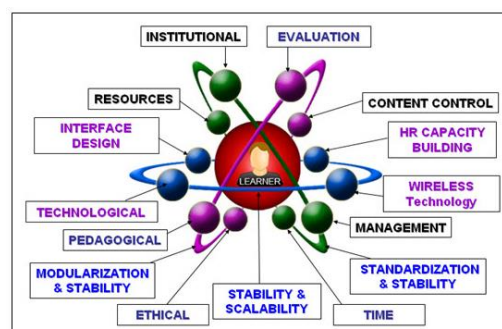 INSTITUTIONAL
EVALUATION
RESOURCES
CONTENT CONTROL
INTERFACE
DESIGN
HR CAPACITY
BUILDING
LEARNER
TECHNOLOGICAL
WIRELESS
Technology
PEDAGOGICAL
MANAGEMENT
MODULARIZATION
& STABILITY
STABILITY &
SCALABILITY
STANDARDIZATION
& STABILITY
ETHICAL
TIME